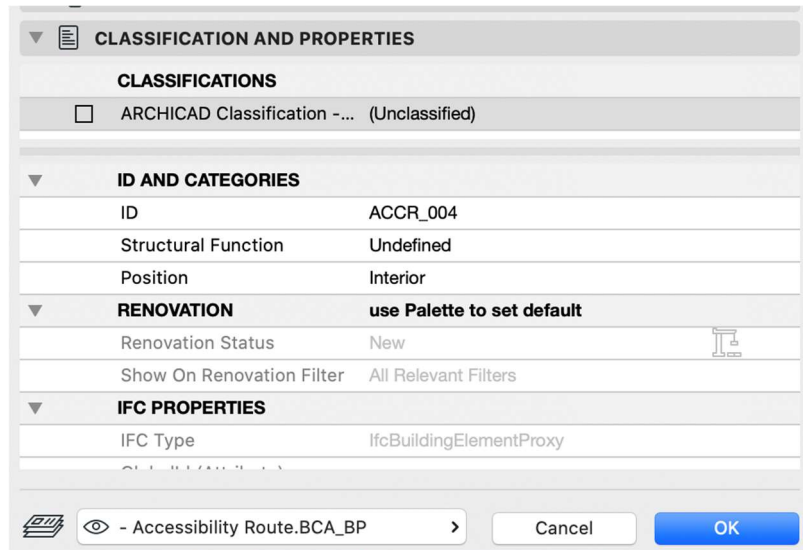 CLASSIFICATION AND PROPERTIES
CLASSIFICATIONS
ARCHICAD Classification -... (Unclassified)
ID AND CATEGORIES
ID ACCR_004
Structural Function Undefined
Position Interior
RENOVATION use Palette to set default
Renovation Status New
Show On Renovation Filter All Relevant Filters
IFC PROPERTIES
IFC Type IfcBuildingElementProxy
- Accessibility Route.BCA_BP
Cancel
OK